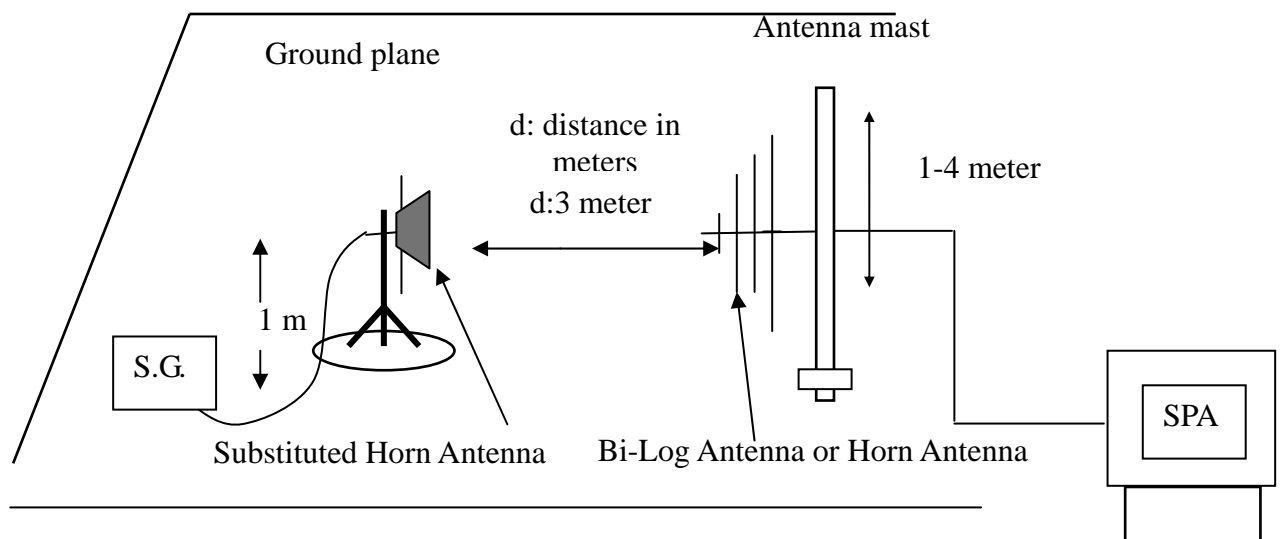 Antenna mast
Ground plane
d: distance in
meters
d:3 meter
1-4 meter
1 m
S.G.
SPA
Substituted Horn Antenna
Bi-Log Antenna or Horn Antenna